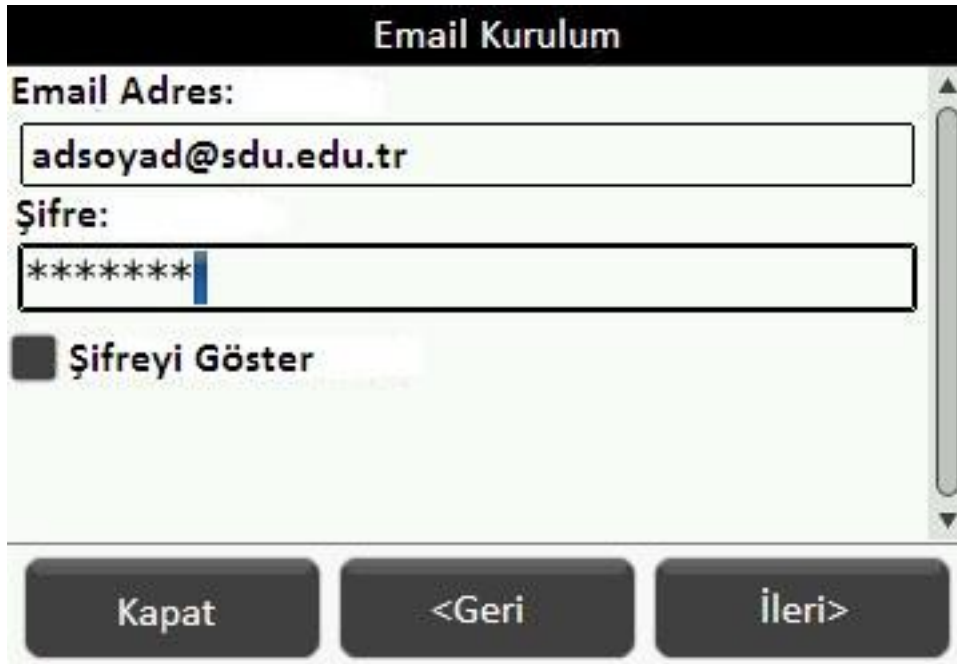 Email Kurulum
Email Adres:
adsoyad@sdu.edu.tr
Şifre:
*******
Şifreyi Göster
Kapat <Geri İleri>